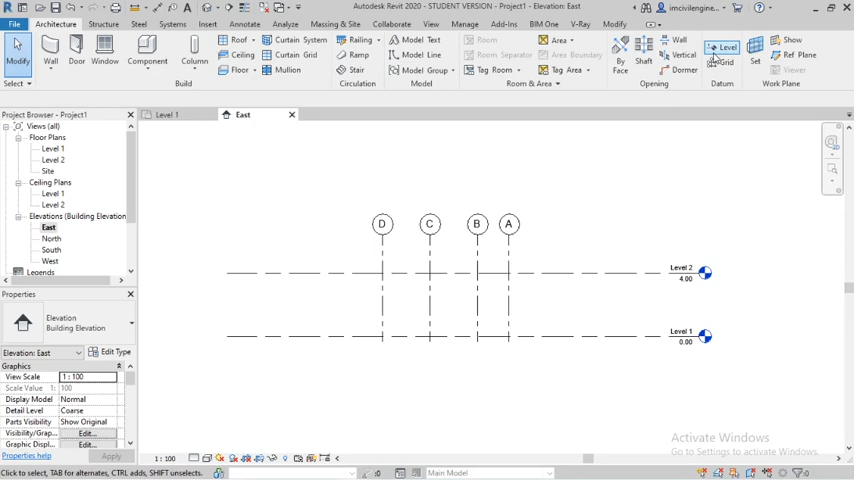 Autodesk Revit 2020 - STUDENT VERSION - Project1 - Elevation: East
imcivilengine...
File Architecture Structure Steel Systems Insert Annotate Analyze Massing & Site Collaborate View Manage Add-Ins BIM One V-Ray Modify
Modify Wall Door Window Component Column
Roof Curtain System
Ceiling Curtain Grid
Floor Mullion
Railing Model Text
Ramp Model Line
Stair Model Group
Room Area
Room Separator Area Boundary
Tag Room Tag Area
By Face Shaft
Wall
Vertical
Dormer
Level
Grid
Set
Show
Ref Plane
Viewer
Select Build Circulation Model Room & Area Opening Datum Work Plane
Project Browser - Project1
Level 1 East
Views (all)
Floor Plans
Level 1
Level 2
Site
Ceiling Plans
Level 1
Level 2
Elevations (Building Elevation
East
North
South
West
Legends
D C B A
Level 2
4.00
Level 1
0.00
Properties
Elevation
Building Elevation
Elevation: East Edit Type
Graphics
View Scale 1 : 100
Scale Value 1: 100
Display Model Normal
Detail Level Coarse
Parts Visibility Show Original
Visibility/Grap... Edit...
Graphic Displ... Edit...
Properties help Apply
1 : 100
Activate Windows
Go to Settings to activate Windows.
Click to select, TAB for alternates, CTRL adds, SHIFT unselects. :0 Main Model :0